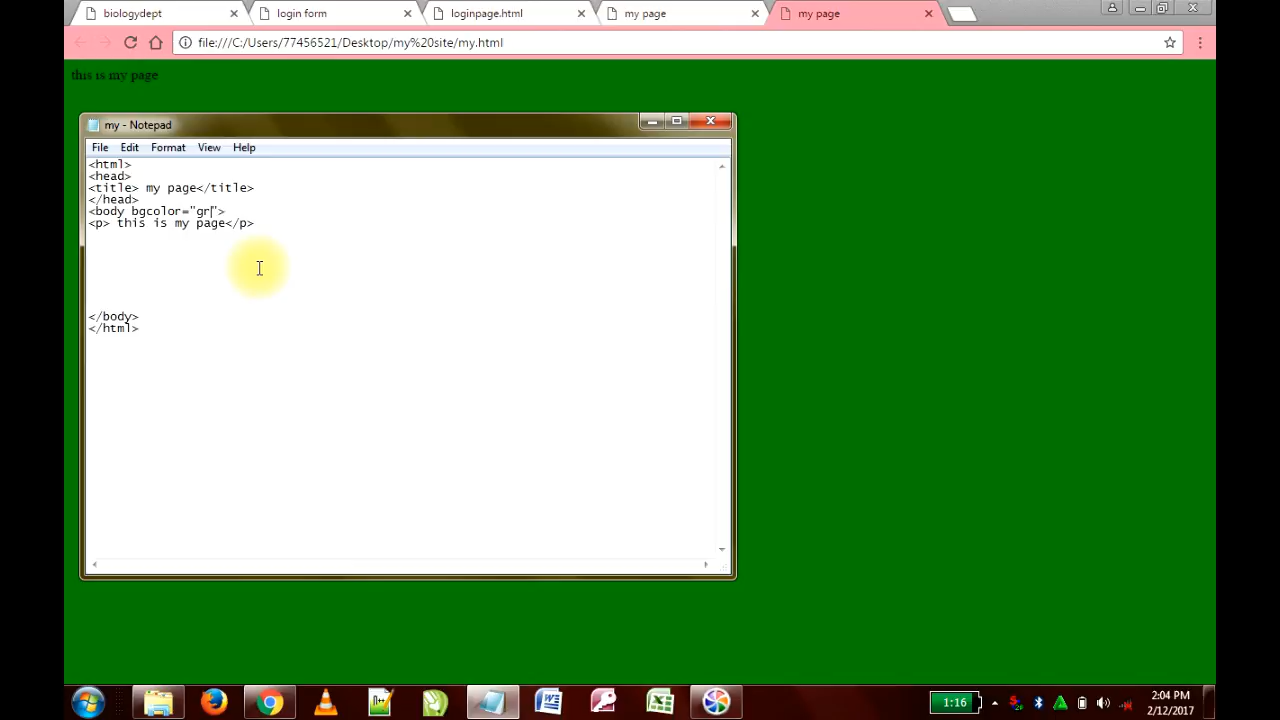 biologydept
login form
loginpage.html
my page
my page
file:///C:/Users/77456521/Desktop/my%20site/my.html
this is my page
my - Notepad
File Edit Format View Help
<html>
<head>
<title> my page</title>
</head>
<body bgcolor="gr">
<p> this is my page</p>
</body>
</html>
1:16
2:04 PM
2/12/2017